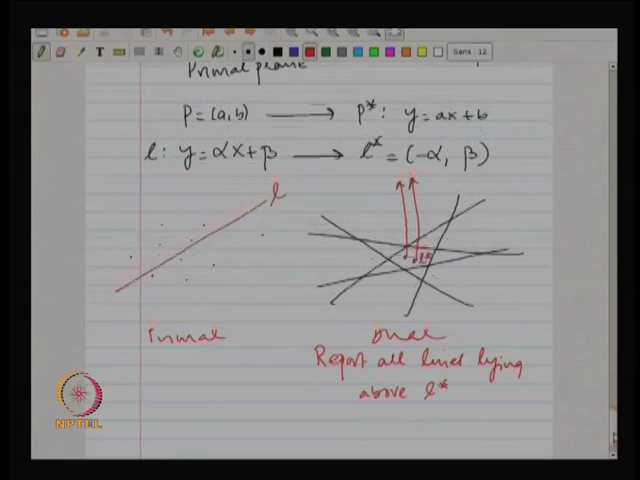 Sans 12
Primal plane
P = (a, b) → P*: y = ax + b
l: y = αx + β → l* = (-α, β)
l
l*
Primal
Dual
Report all lines lying
above l*
NPTEL